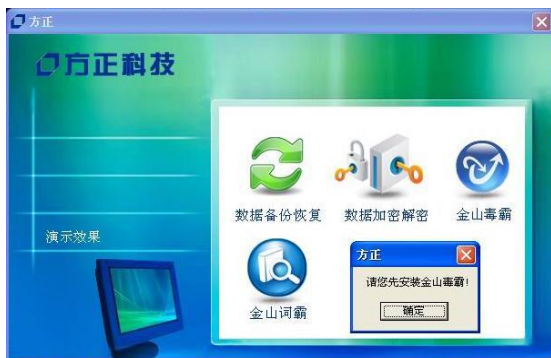 方正
方正科技
数据备份恢复
数据加密解密
金山毒霸
演示效果
金山词霸
方正
请您先安装金山毒霸!
确定